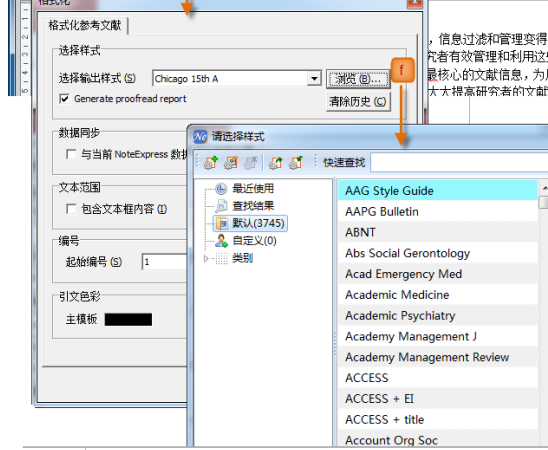 格式化
格式化参考文献
选择样式
选择输出样式 (S)
Chicago 15th A
浏览 (B)...
f
Generate proofread report
清除历史 (C)
数据同步
与当前 NoteExpress 数
文本范围
包含文本框内容 (I)
编号
起始编号 (S)
1
引文色彩
主模板
，信息过滤和管理变得
究者有效管理和利用这
最核心的文献信息，为
大大提高研究者的文献
Ne 请选择样式
快速查找
最近使用
查找结果
默认(3745)
自定义(0)
类别
AAG Style Guide
AAPG Bulletin
ABNT
Abs Social Gerontology
Acad Emergency Med
Academic Medicine
Academic Psychiatry
Academy Management J
Academy Management Review
ACCESS
ACCESS + EI
ACCESS + title
Account Org Soc